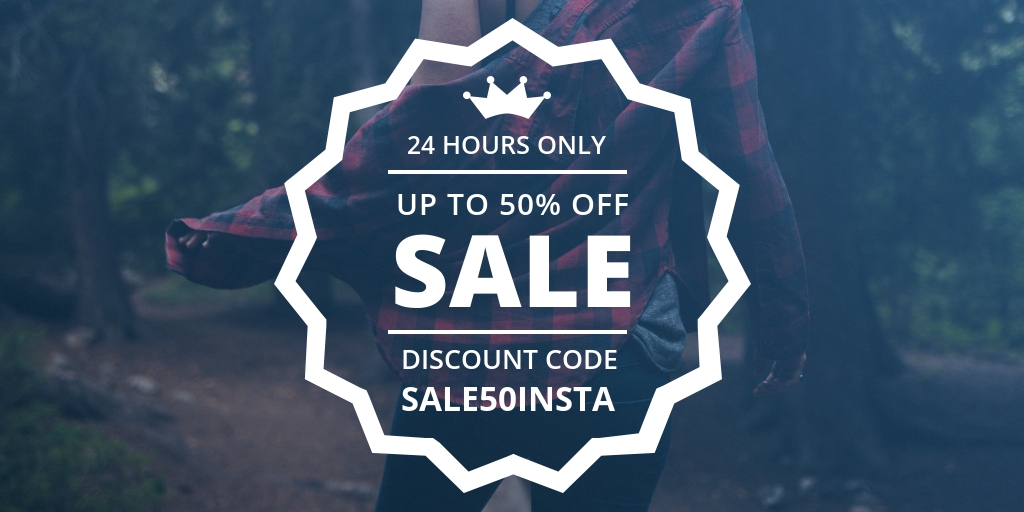 24 HOURS ONLY
UP TO 50% OFF
SALE
DISCOUNT CODE
SALE50INSTA